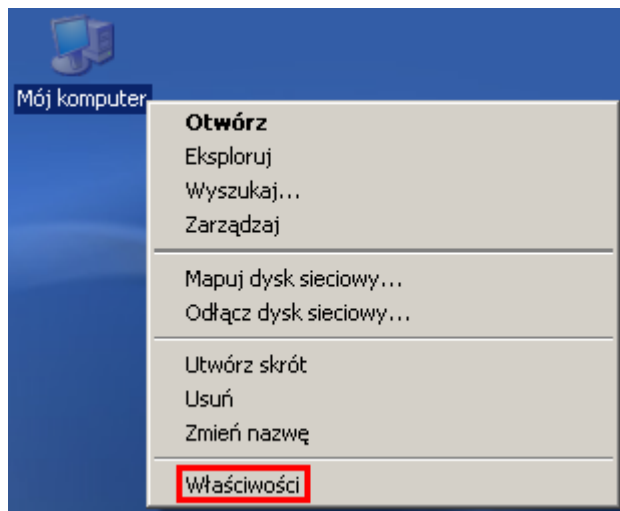 Mój komputer
Otwórz
Eksploruj
Wyszukaj...
Zarządzaj
Mapuj dysk sieciowy...
Odłącz dysk sieciowy...
Utwórz skrót
Usuń
Zmień nazwę
Właściwości